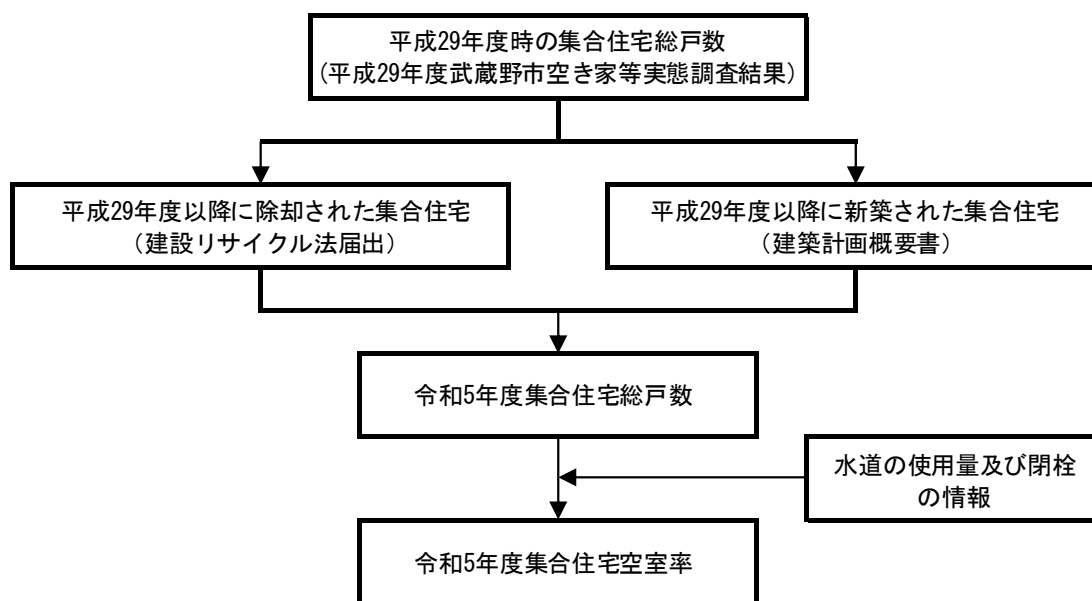 平成29年度時の集合住宅総戸数
(平成29年度武蔵野市空き家等実態調査結果)
平成29年度以降に除却された集合住宅
(建設リサイクル法届出)
平成29年度以降に新築された集合住宅
(建築計画概要書)
令和5年度集合住宅総戸数
水道の使用量及び閉栓
の情報
令和5年度集合住宅空室率